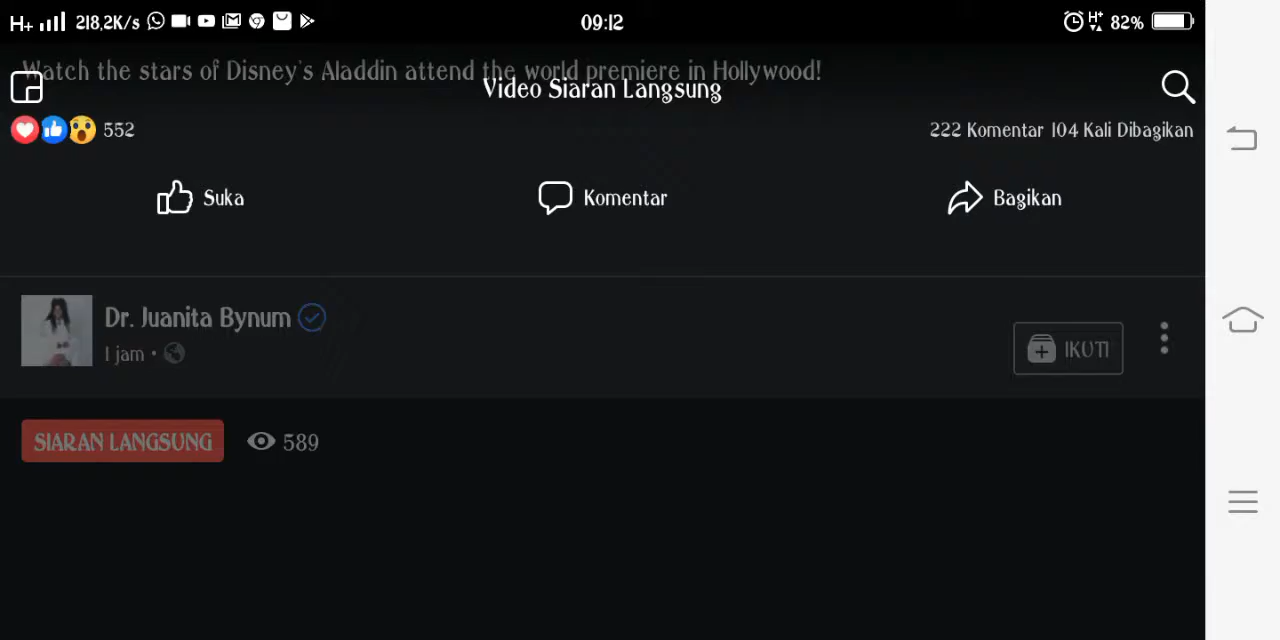 H+ 218,2K/s 09:12 H+ 82%
Watch the stars of Disney's Aladdin attend the world premiere in Hollywood!
Video Siaran Langsung
552 222 Komentar 104 Kali Dibagikan
Suka Komentar Bagikan
Dr. Juanita Bynum
1 jam •
IKUTI
SIARAN LANGSUNG 589